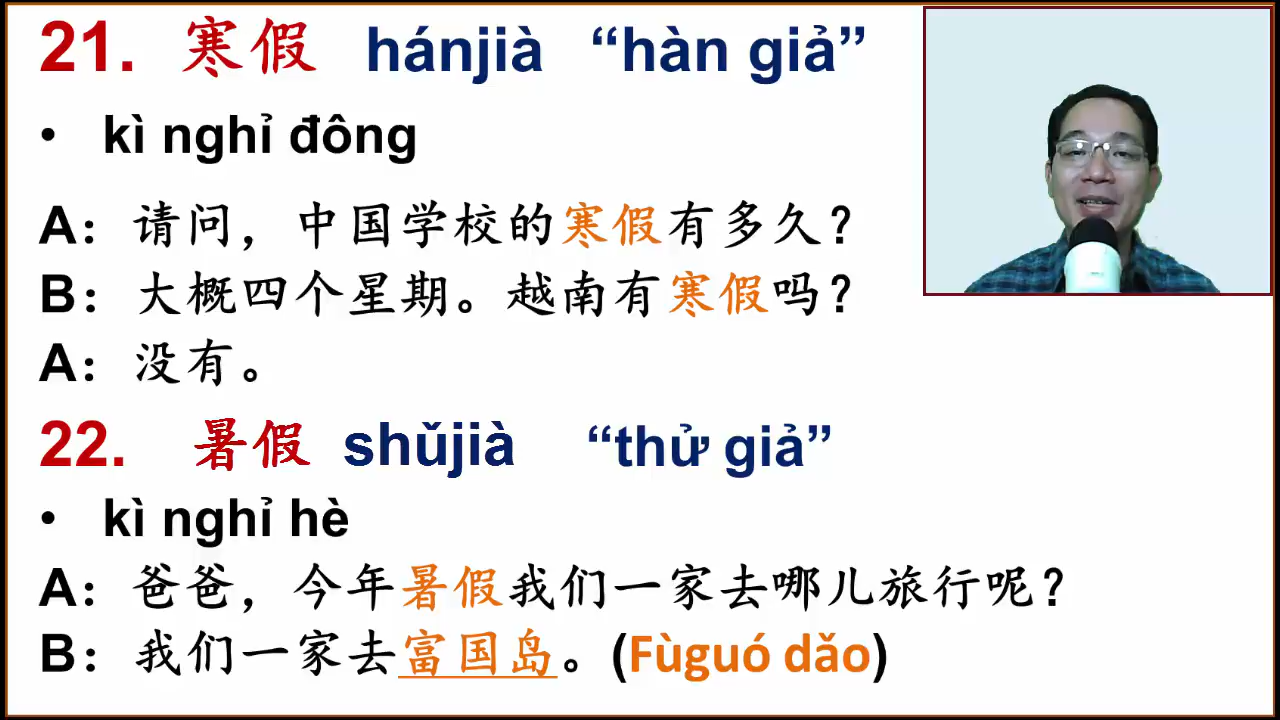 21. 寒假 hánjià “hàn giả”
• kì nghỉ đông
A：请问，中国学校的寒假有多久？
B：大概四个星期。越南有寒假吗？
A：没有。
22. 暑假 shǔjià “thử giả”
• kì nghỉ hè
A：爸爸，今年暑假我们一家去哪儿旅行呢？
B：我们一家去富国岛。(Fùguó dǎo)